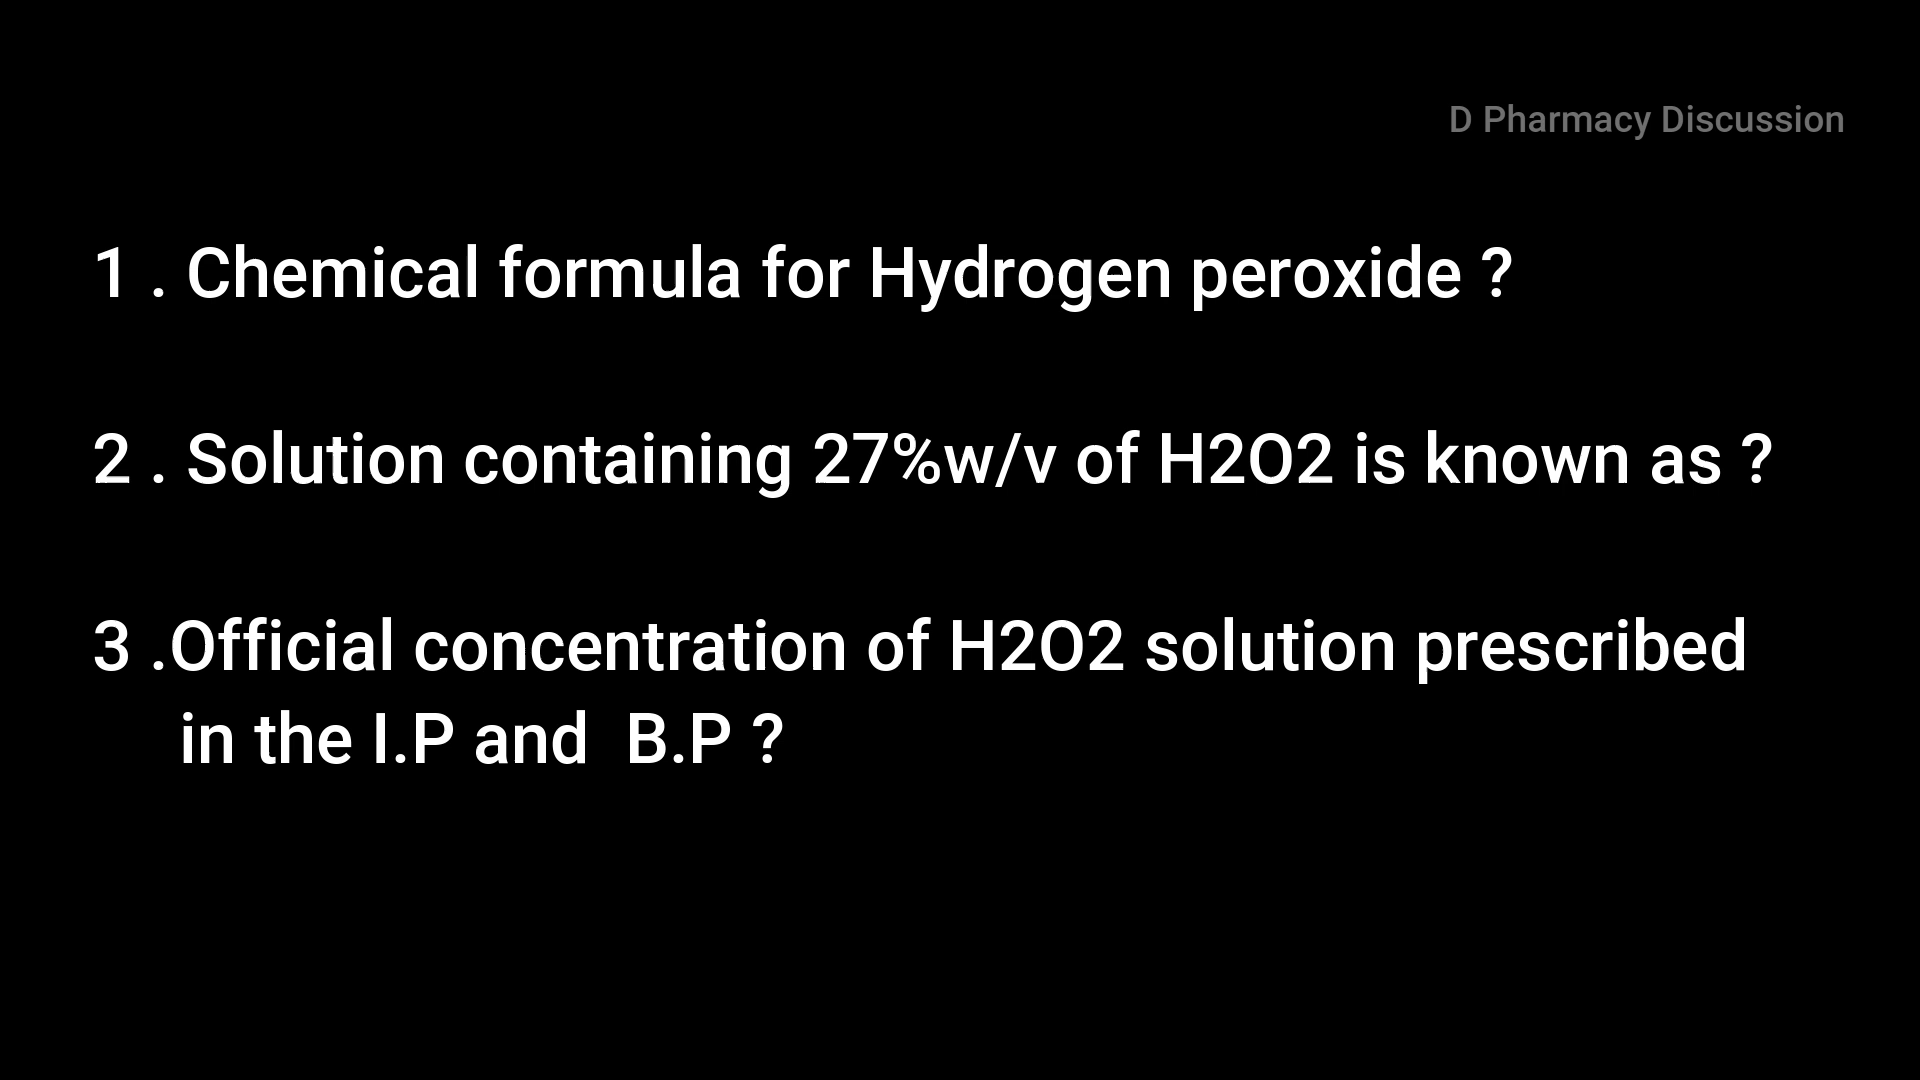 D Pharmacy Discussion
1 . Chemical formula for Hydrogen peroxide ?
2 . Solution containing 27%w/v of H2O2 is known as ?
3 .Official concentration of H2O2 solution prescribed
in the I.P and  B.P ?